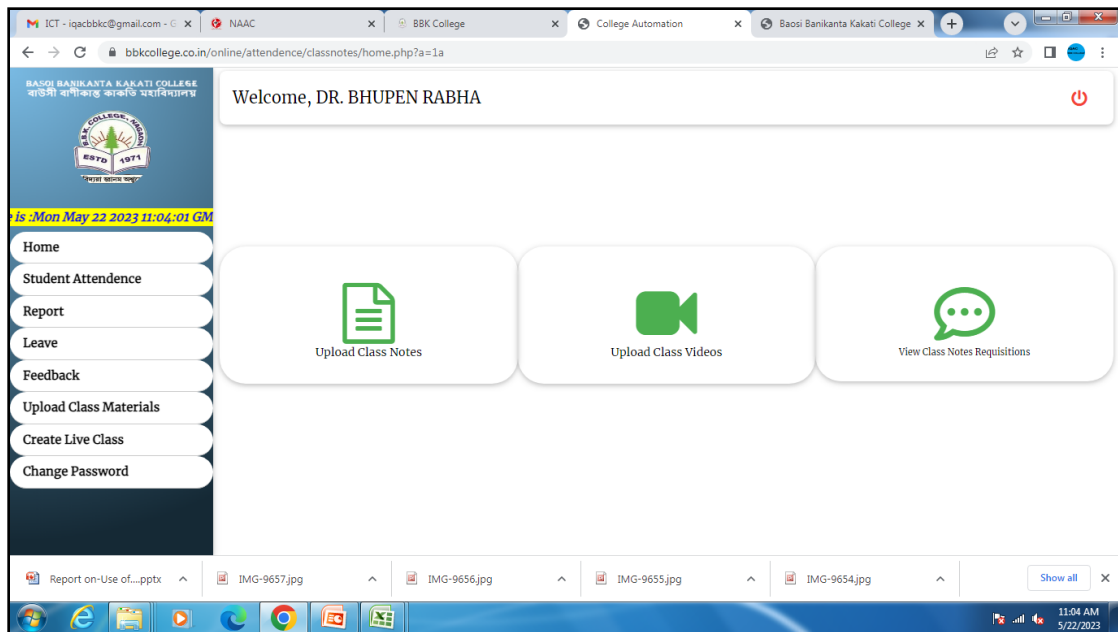 ICT - iqacbbkc@gmail.com - G
NAAC
BBK College
College Automation
Baosi Banikanta Kakati College
bbkcollege.co.in/online/attendence/classnotes/home.php?a=1a
BASOI BANIKANTA KAKATI COLLEGE
বাউসী বাণীকান্ত কাকতি মহাবিদ্যালয়
ESTD 1971
Welcome, DR. BHUPEN RABHA
is :Mon May 22 2023 11:04:01 GM
Home
Student Attendence
Report
Leave
Feedback
Upload Class Materials
Create Live Class
Change Password
Upload Class Notes
Upload Class Videos
View Class Notes Requisitions
Report on-Use of....pptx
IMG-9657.jpg
IMG-9656.jpg
IMG-9655.jpg
IMG-9654.jpg
Show all
11:04 AM
5/22/2023